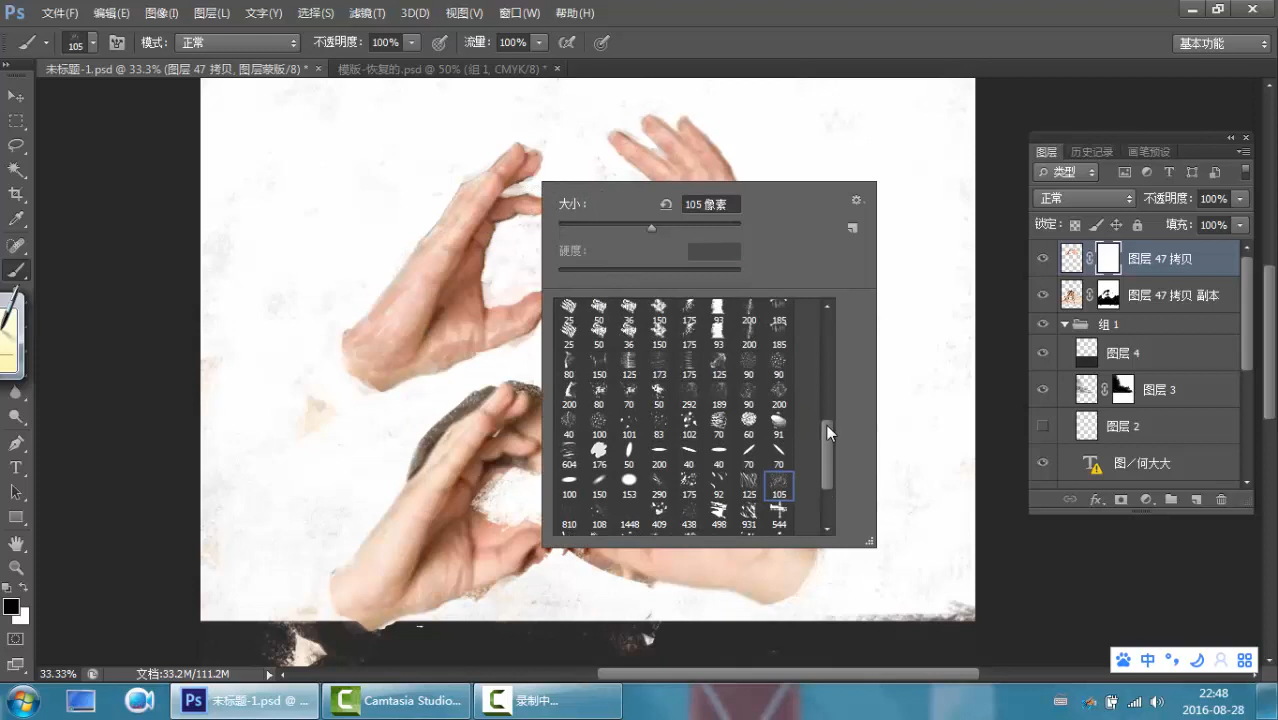 Ps 文件(F) 编辑(E) 图像(I) 图层(L) 文字(Y) 选择(S) 滤镜(T) 3D(D) 视图(V) 窗口(W) 帮助(H)
105 模式: 正常 不透明度: 100% 流量: 100% 基本功能
未标题-1.psd @ 33.3% (图层 47 拷贝, 图层蒙版/8) * × 模版-恢复的.psd @ 50% (组 1, CMYK/8) * ×
图层 历史记录 画笔预设
类型
正常 不透明度: 100%
锁定: 填充: 100%
图层 47 拷贝
图层 47 拷贝 副本
组 1
图层 4
图层 3
图层 2
T 图／何大大
fx
大小: 105 像素
硬度:
25 50 36 150 175 93 200 185
25 50 36 150 175 93 200 185
80 150 125 173 175 125 90 90
200 80 70 50 292 189 90 200
40 100 101 83 102 70 60 91
604 176 50 200 40 40 70 70
100 150 153 290 175 92 125 105
810 108 1448 409 438 498 931 544
33.33% 文档:33.2M/111.2M
中
Ps 未标题-1.psd @ ... Camtasia Studio... 录制中...
22:48
2016-08-28